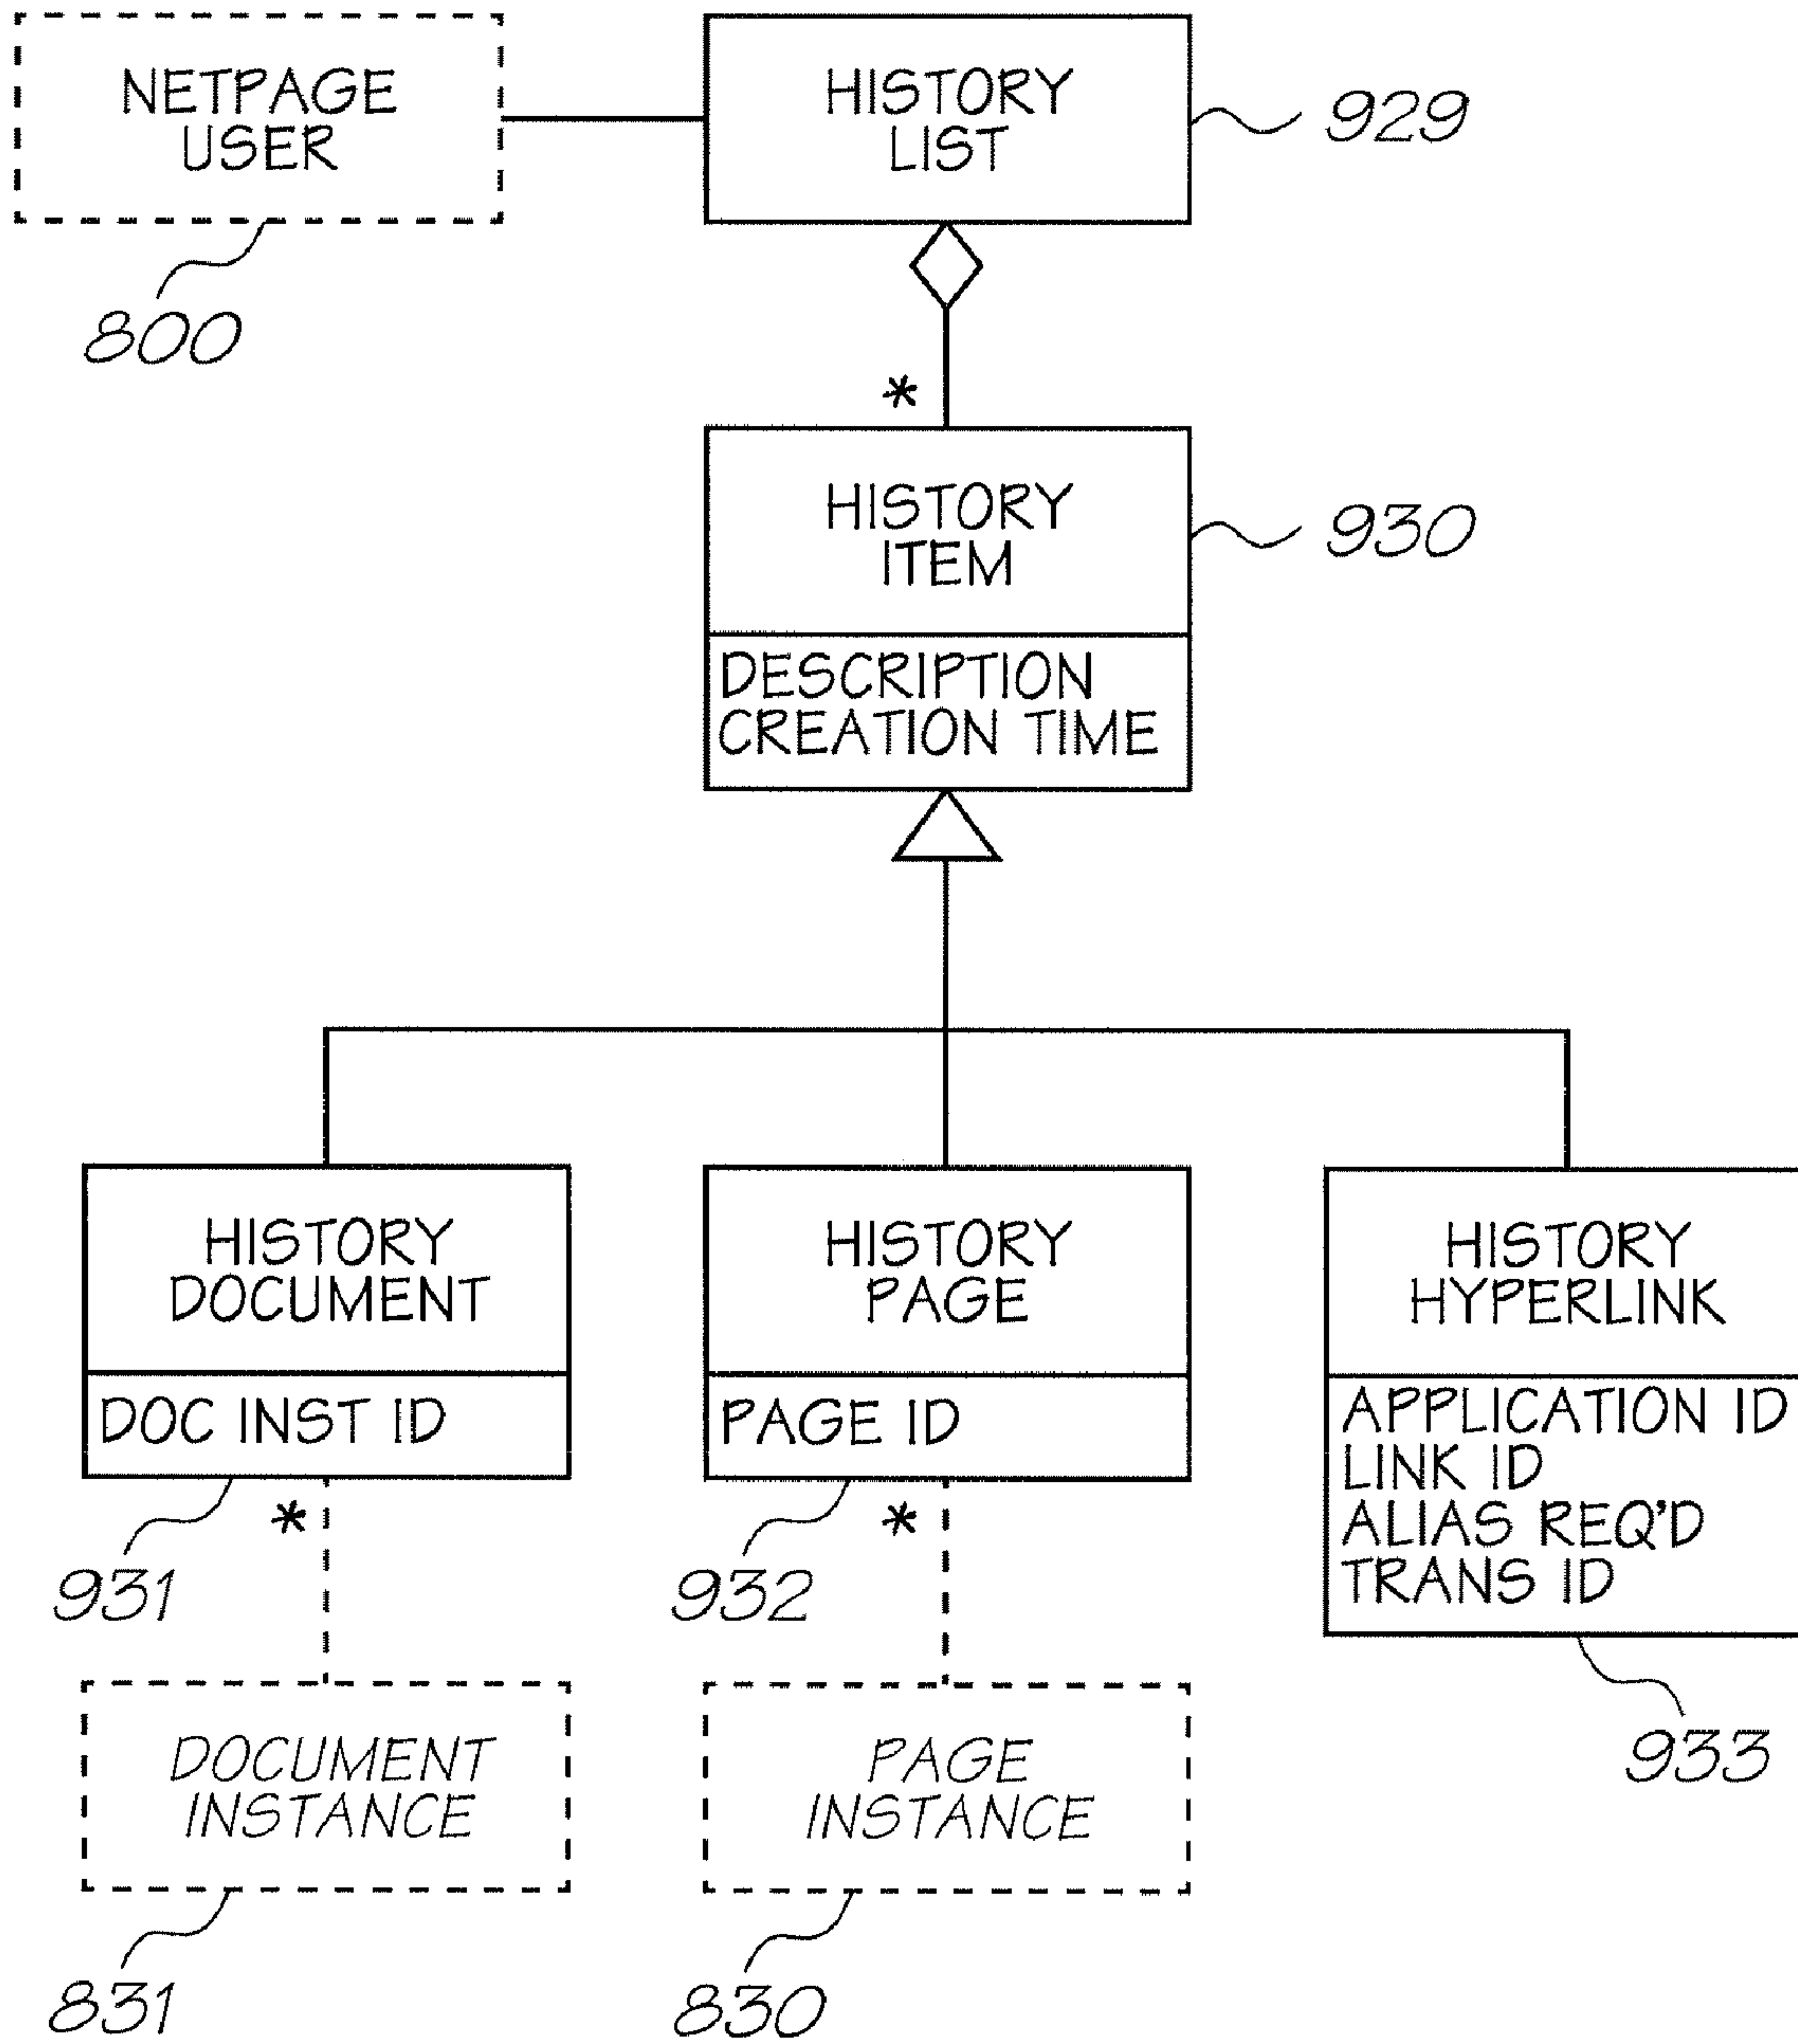 NETPAGE
USER
HISTORY
LIST
929
800
*
HISTORY
ITEM
930
DESCRIPTION
CREATION TIME
HISTORY
DOCUMENT
HISTORY
PAGE
HISTORY
HYPERLINK
DOC INST ID
PAGE ID
APPLICATION ID
LINK ID
ALIAS REQ'D
TRANS ID
*
*
931
932
933
DOCUMENT
INSTANCE
PAGE
INSTANCE
831
830